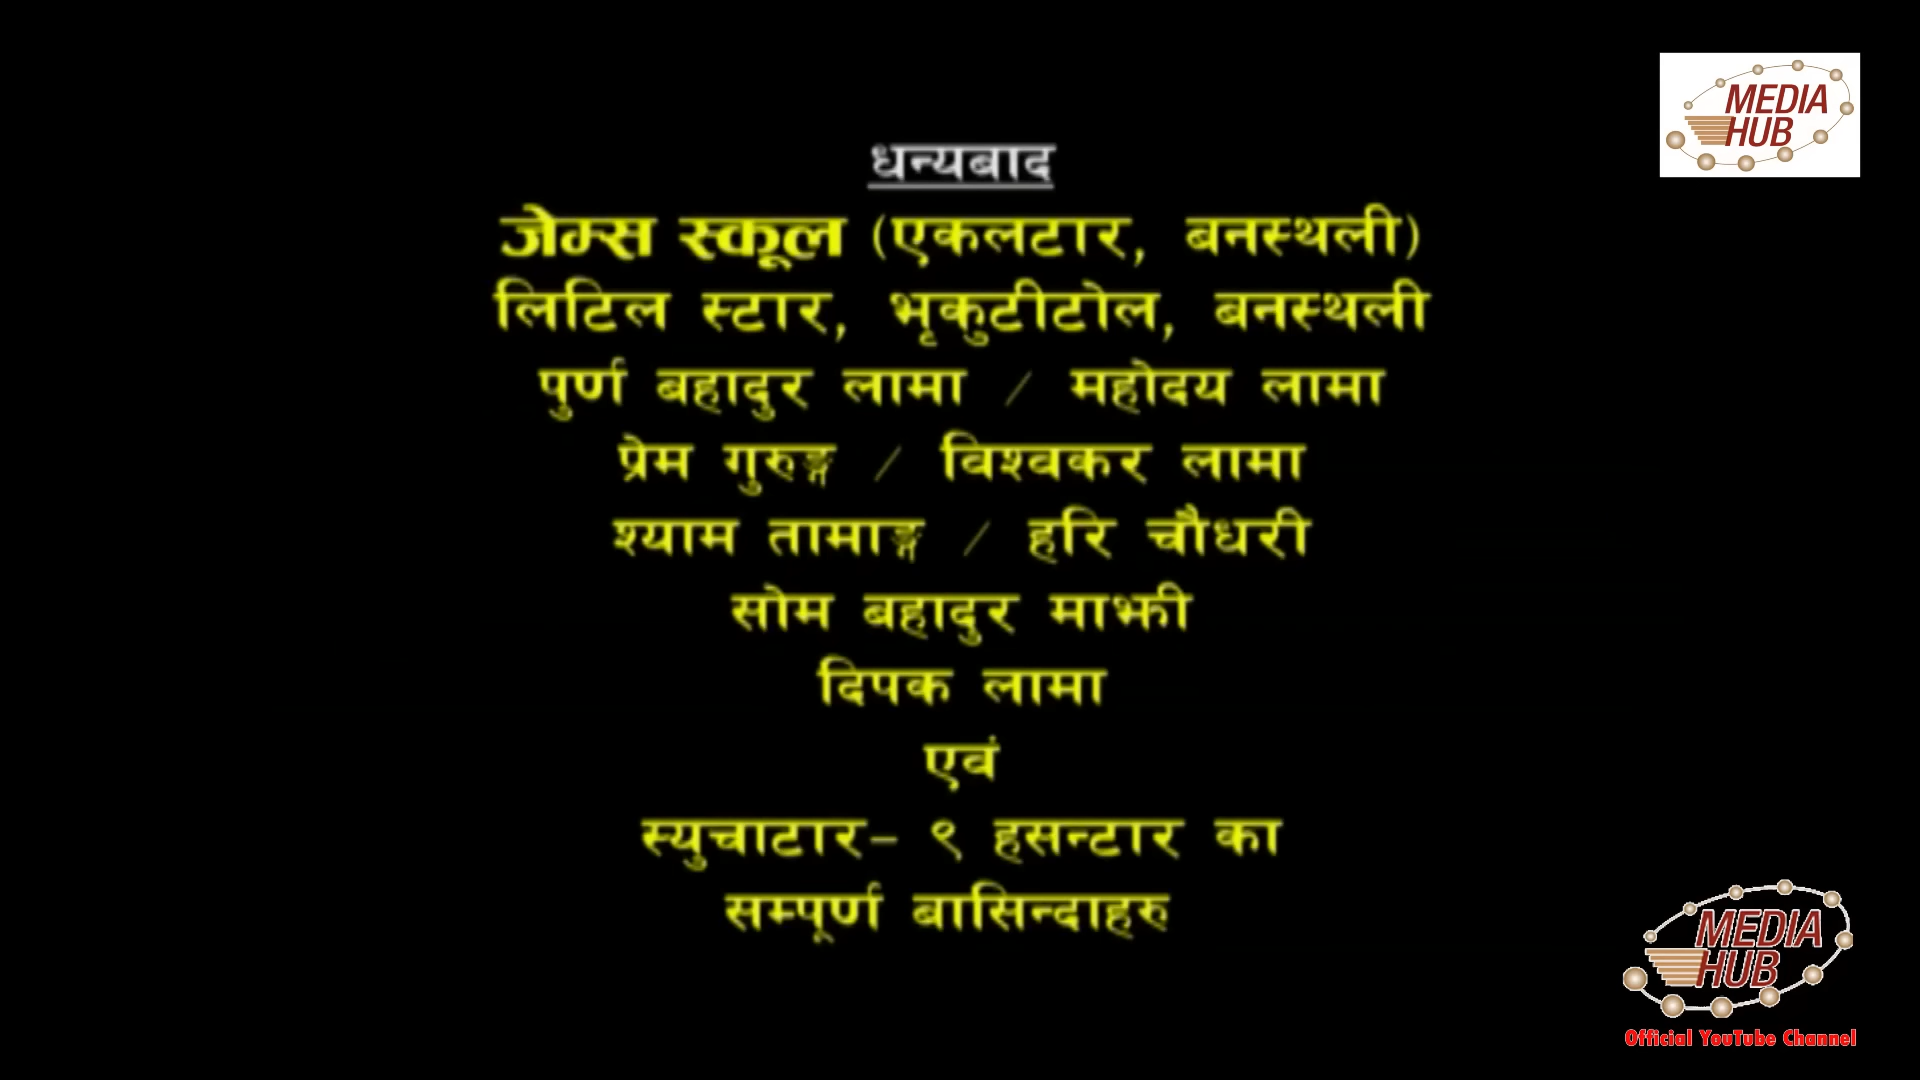 MEDIA
HUB
धन्यबाद
जेम्स स्कूल (एकलटार, बनस्थली)
लिटिल स्टार, भृकुटीटोल, बनस्थली
पुर्ण बहादुर लामा / महोदय लामा
प्रेम गुरुङ्ग / विश्वकर लामा
श्याम तामाङ्ग / हरि चौधरी
सोम बहादुर माझी
दिपक लामा
एवं
स्युचाटार- ९ हसन्टार का
सम्पूर्ण बासिन्दाहरु
MEDIA
HUB
Official YouTube Channel